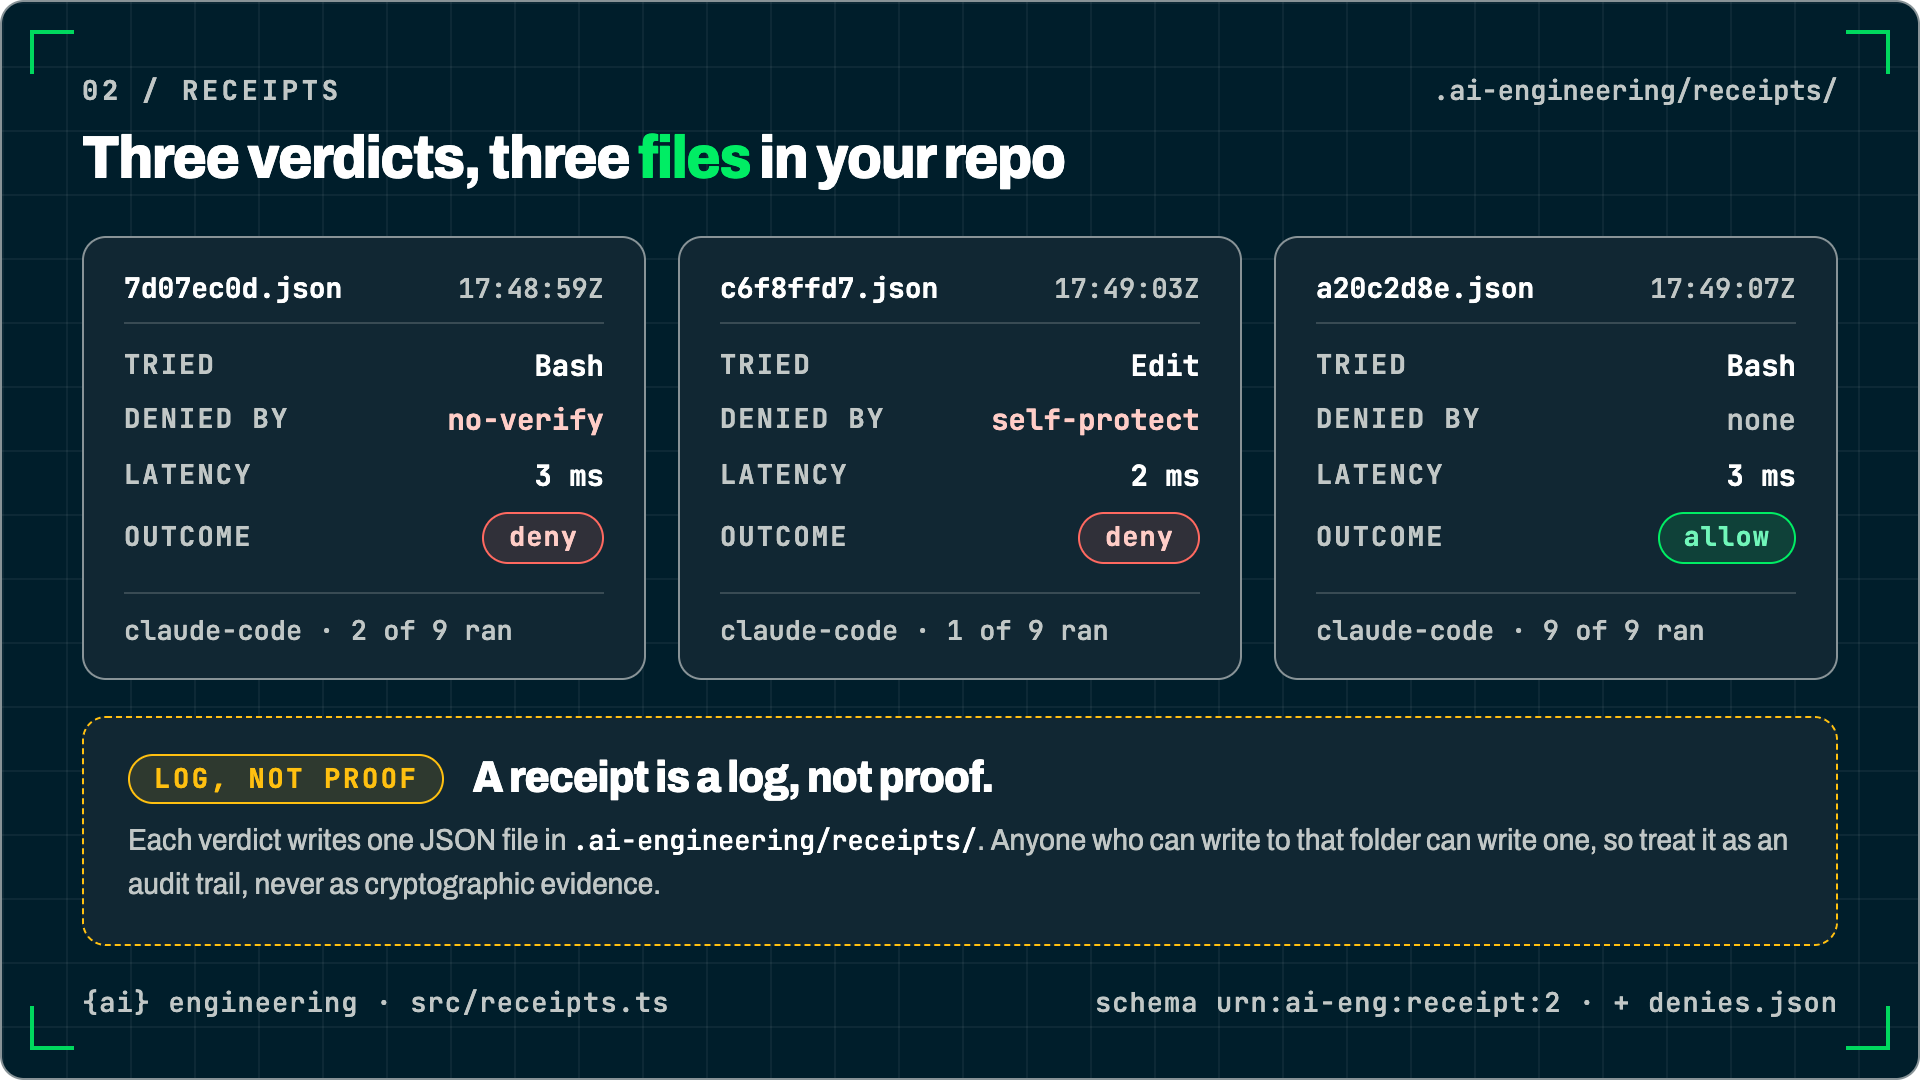 02 / RECEIPTS
.ai-engineering/receipts/
Three verdicts, three files in your repo
7d07ec0d.json 17:48:59Z
TRIED Bash
DENIED BY no-verify
LATENCY 3 ms
OUTCOME deny
claude-code · 2 of 9 ran
c6f8ffd7.json 17:49:03Z
TRIED Edit
DENIED BY self-protect
LATENCY 2 ms
OUTCOME deny
claude-code · 1 of 9 ran
a20c2d8e.json 17:49:07Z
TRIED Bash
DENIED BY none
LATENCY 3 ms
OUTCOME allow
claude-code · 9 of 9 ran
LOG, NOT PROOF A receipt is a log, not proof.
Each verdict writes one JSON file in .ai-engineering/receipts/. Anyone who can write to that folder can write one, so treat it as an
audit trail, never as cryptographic evidence.
{ai} engineering · src/receipts.ts
schema urn:ai-eng:receipt:2 · + denies.json